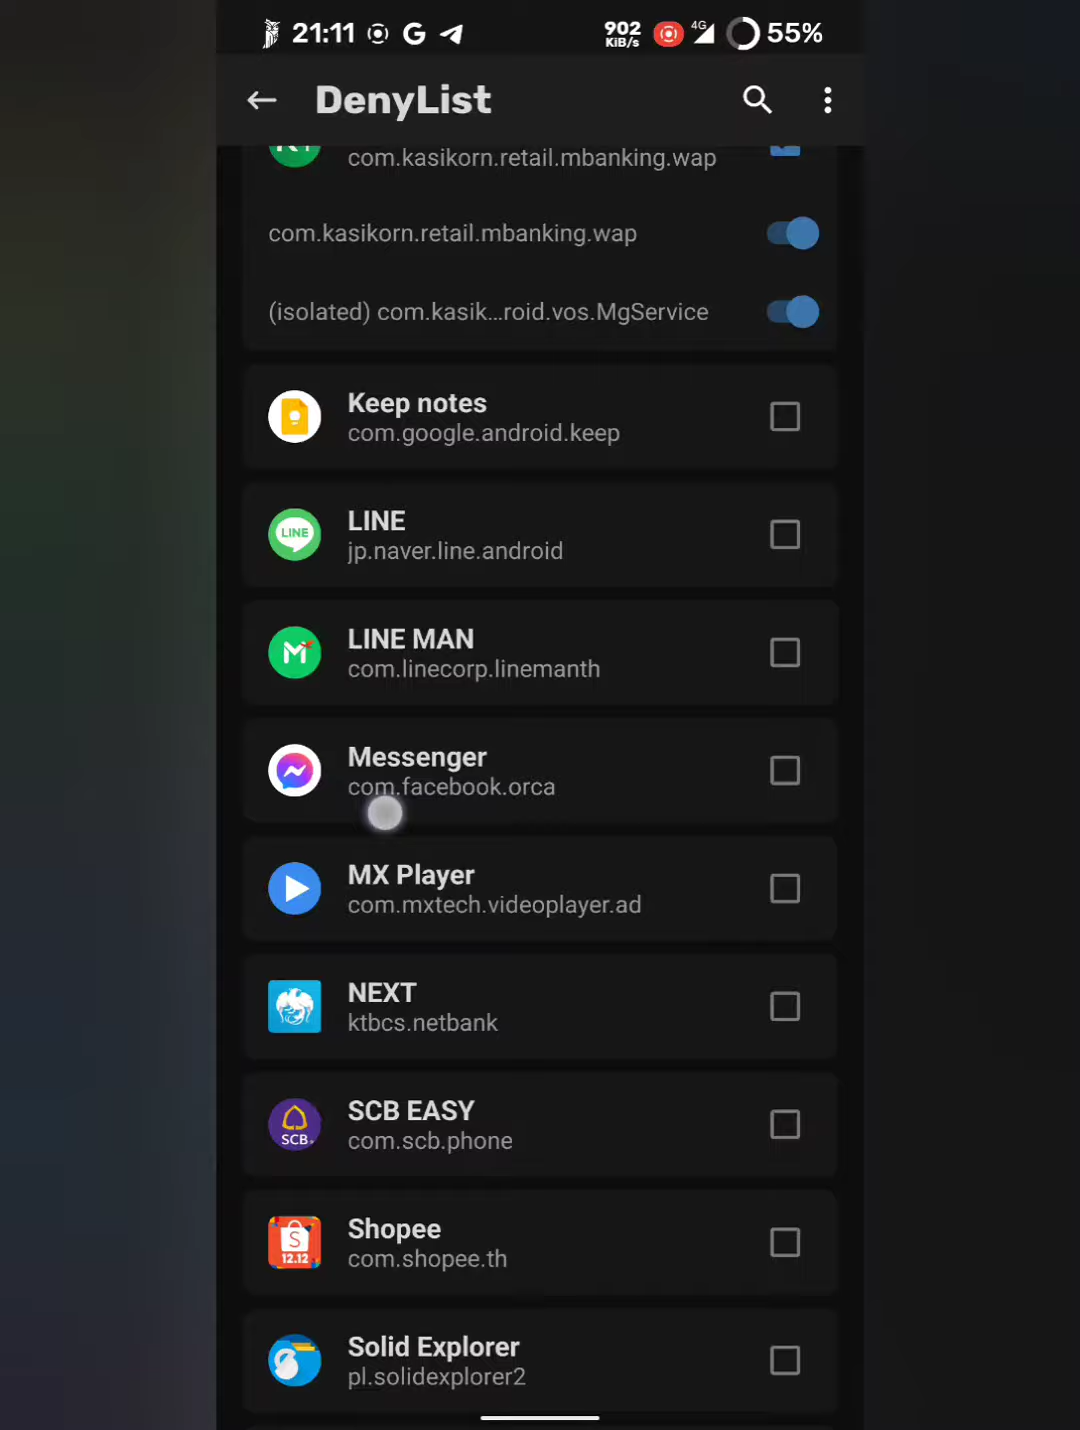 21:11
902
KiB/s
4G
55%
DenyList
com.kasikorn.retail.mbanking.wap
com.kasikorn.retail.mbanking.wap
(isolated) com.kasik...roid.vos.MgService
Keep notes
com.google.android.keep
LINE
LINE
jp.naver.line.android
LINE MAN
com.linecorp.linemanth
Messenger
com.facebook.orca
MX Player
com.mxtech.videoplayer.ad
NEXT
ktbcs.netbank
SCB
SCB EASY
com.scb.phone
S
12.12
Shopee
com.shopee.th
Solid Explorer
pl.solidexplorer2